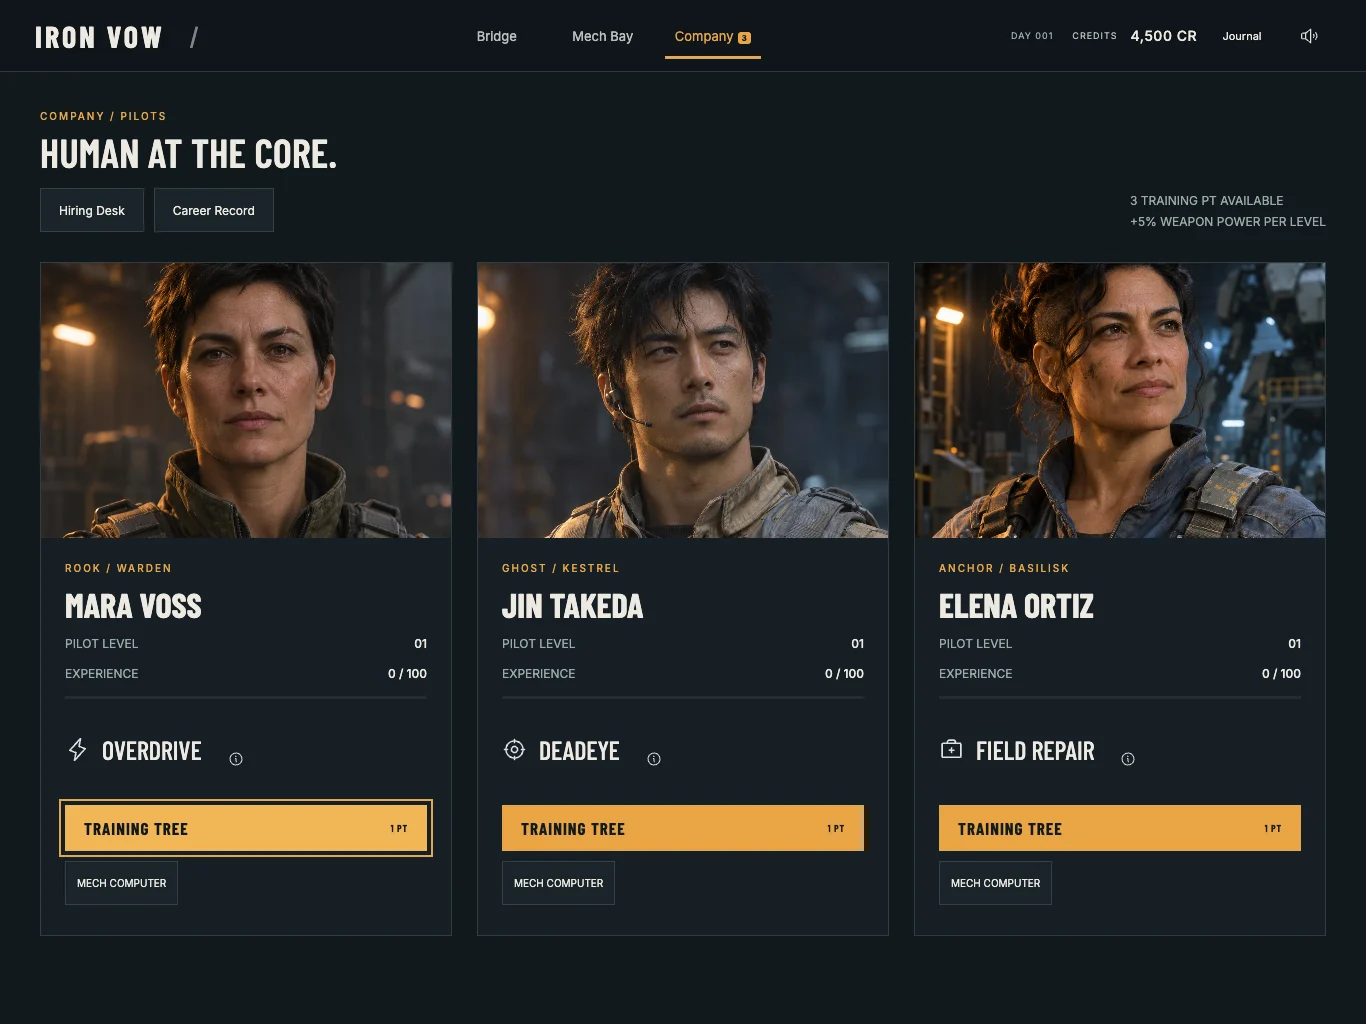 IRON VOW /
Bridge
Mech Bay
Company 3
DAY 001
CREDITS 4,500 CR
Journal
COMPANY / PILOTS
HUMAN AT THE CORE.
Hiring Desk
Career Record
3 TRAINING PT AVAILABLE
+5% WEAPON POWER PER LEVEL
ROOK / WARDEN
MARA VOSS
PILOT LEVEL 01
EXPERIENCE 0 / 100
OVERDRIVE
TRAINING TREE 1 PT
MECH COMPUTER
GHOST / KESTREL
JIN TAKEDA
PILOT LEVEL 01
EXPERIENCE 0 / 100
DEADEYE
TRAINING TREE 1 PT
MECH COMPUTER
ANCHOR / BASILISK
ELENA ORTIZ
PILOT LEVEL 01
EXPERIENCE 0 / 100
FIELD REPAIR
TRAINING TREE 1 PT
MECH COMPUTER